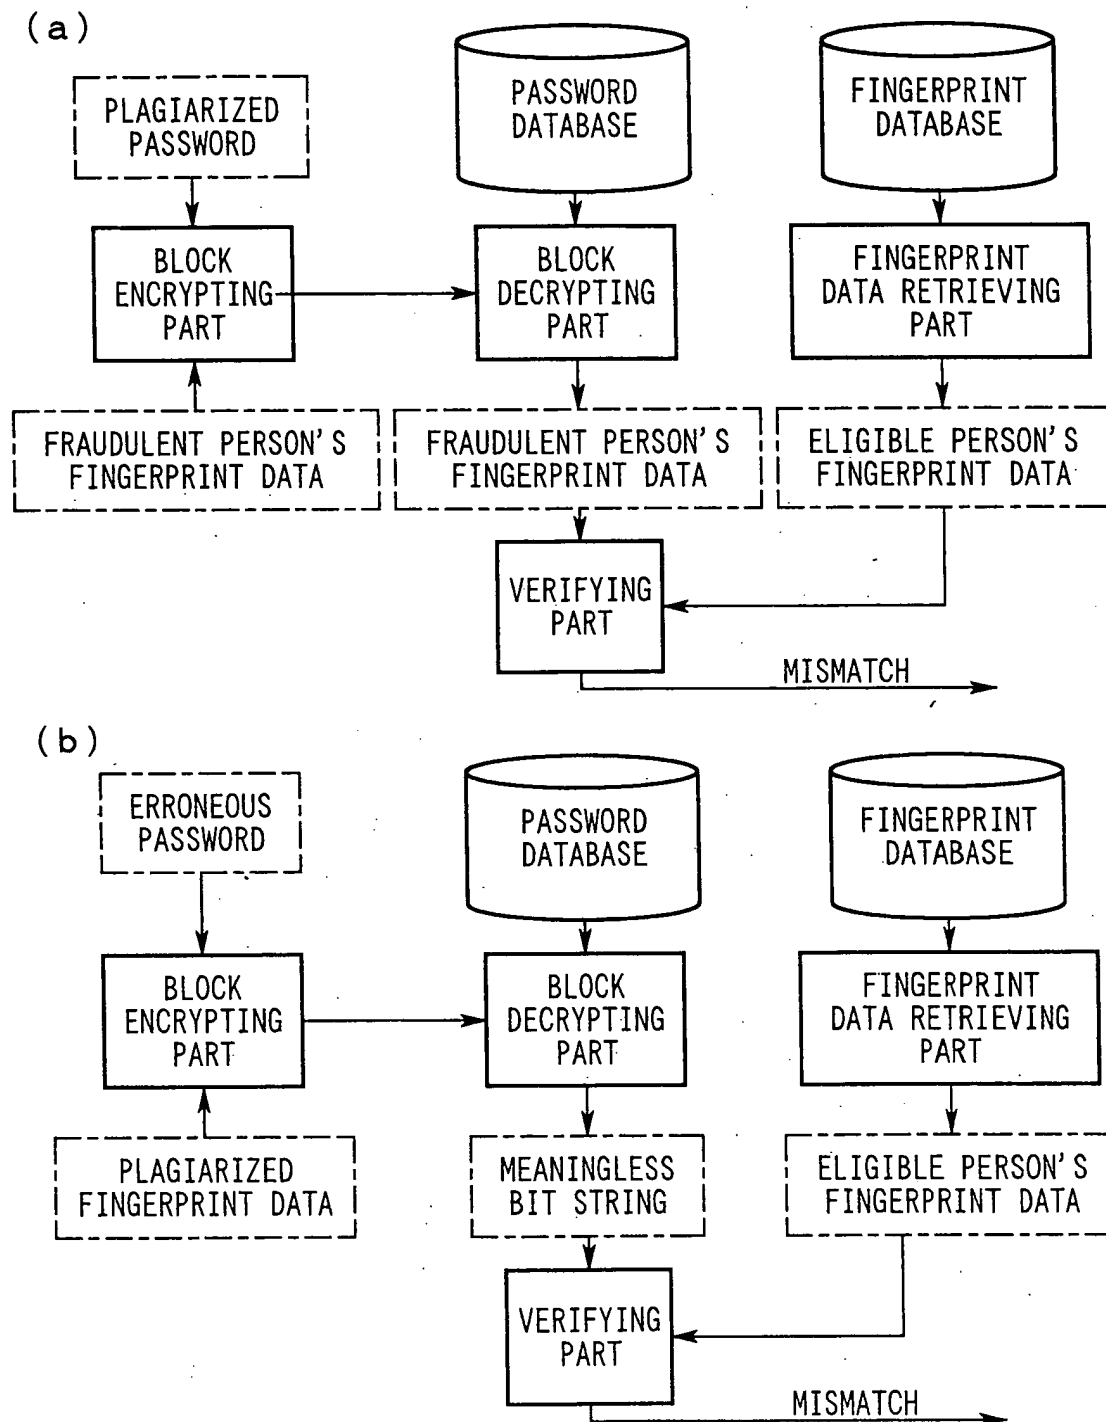 (a)
PLAGIARIZED
PASSWORD
PASSWORD
DATABASE
FINGERPRINT
DATABASE
BLOCK
ENCRYPTING
PART
BLOCK
DECRYPTING
PART
FINGERPRINT
DATA RETRIEVING
PART
FRAUDULENT PERSON'S
FINGERPRINT DATA
FRAUDULENT PERSON'S
FINGERPRINT DATA
ELIGIBLE PERSON'S
FINGERPRINT DATA
VERIFYING
PART
MISMATCH
(b)
ERRONEOUS
PASSWORD
PASSWORD
DATABASE
FINGERPRINT
DATABASE
BLOCK
ENCRYPTING
PART
BLOCK
DECRYPTING
PART
FINGERPRINT
DATA RETRIEVING
PART
PLAGIARIZED
FINGERPRINT DATA
MEANINGLESS
BIT STRING
ELIGIBLE PERSON'S
FINGERPRINT DATA
VERIFYING
PART
MISMATCH